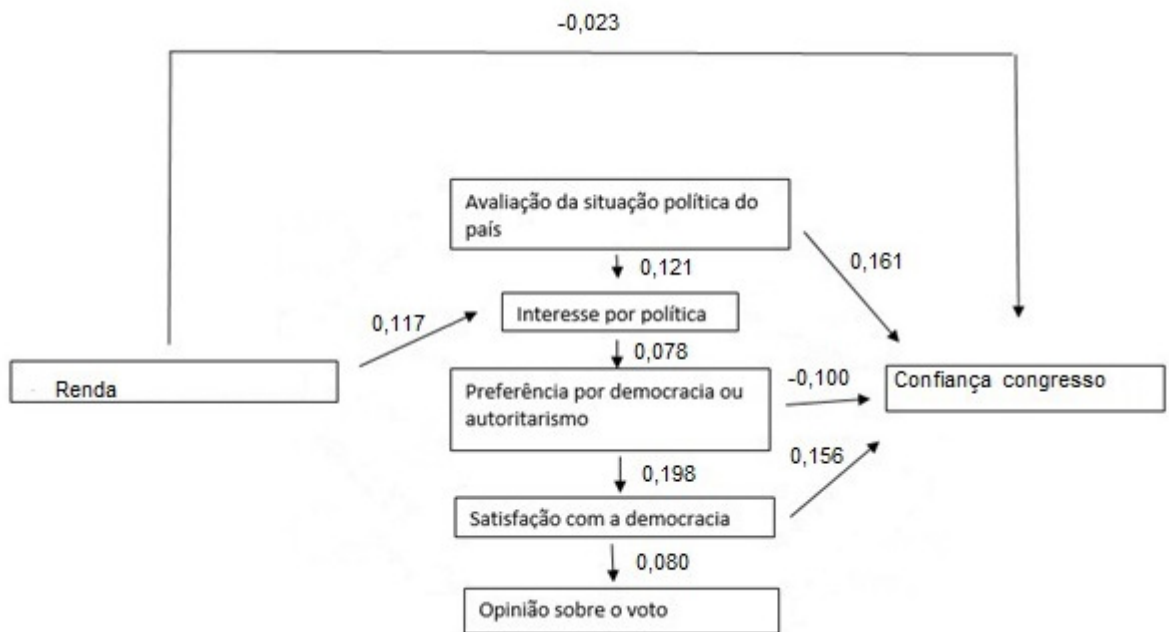 -0,023
Avaliação da situação política do
país
0,121
0,161
Interesse por política
0,117
0,078
Renda
Preferência por democracia ou
autoritarismo
-0,100
Confiança congresso
0,198
0,156
Satisfação com a democracia
0,080
Opinião sobre o voto